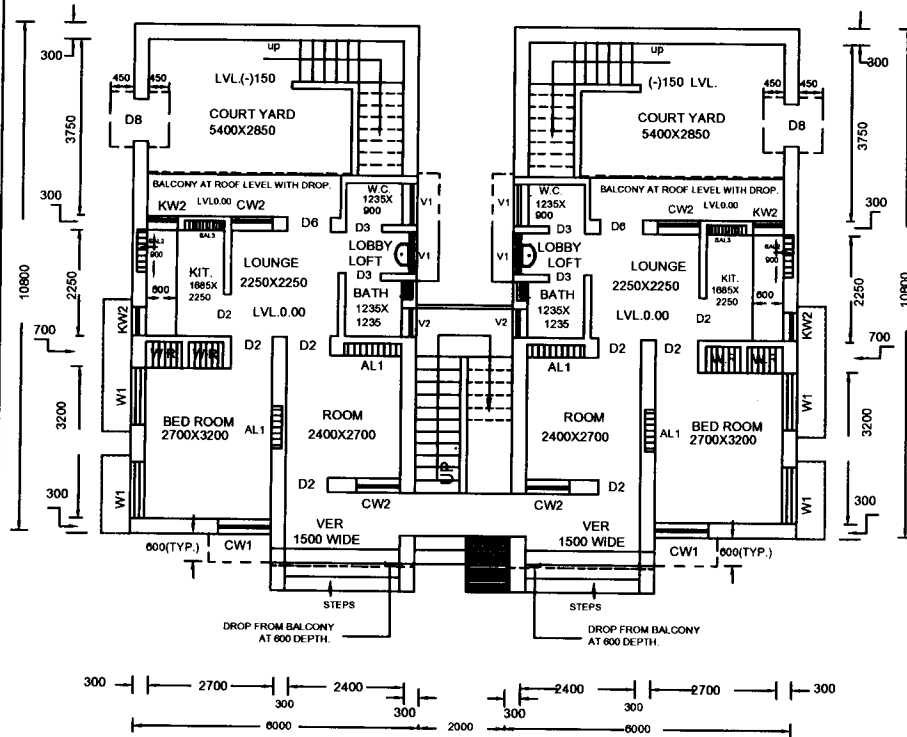 300
up
up
300
450
450
LVL.(-)150
(-)150 LVL.
450
450
D8
COURT YARD
5400X2850
COURT YARD
5400X2850
D8
3750
3750
BALCONY AT ROOF LEVEL WITH DROP.
LVL0.00
W.C.
1235X
900
V1
V1
W.C.
1235X
900
BALCONY AT ROOF LEVEL WITH DROP.
LVL0.00
300
300
KW2
CW2
D6
D3
D3
D6
CW2
KW2
BAL2
900
600
KIT.
1685X
2250
LOUNGE
2250X2250
LOBBY
LOFT
V1
V1
LOBBY
LOFT
LOUNGE
2250X2250
BAL3
KIT.
1685X
2250
600
D3
D3
10800
2250
2250
10800
D2
LVL.0.00
BATH
1235X
1235
V2
V2
BATH
1235X
1235
LVL.0.00
D2
KW2
KW2
700
700
W.R
W.R
D2
D2
D2
D2
W.R
W.R
AL1
AL1
W1
3200
BED ROOM
2700X3200
AL1
ROOM
2400X2700
ROOM
2400X2700
AL1
BED ROOM
2700X3200
W1
3200
UP
W1
300
D2
CW2
CW2
D2
W1
300
VER
1500 WIDE
VER
1500 WIDE
600(TYP.)
CW1
CW1
600(TYP.)
STEPS
STEPS
DROP FROM BALCONY
AT 600 DEPTH.
DROP FROM BALCONY
AT 600 DEPTH.
300
2700
300
2400
300
300
2400
300
2700
300
6000
2000
6000